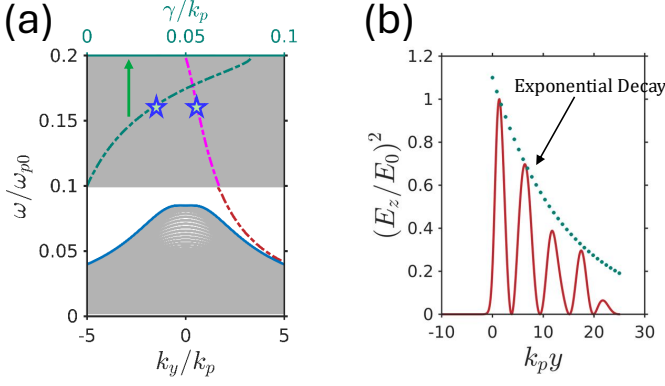 (a)
γ/k_p
0 0.05 0.1
0.2
0.15
0.1
0.05
0
ω/ω_{p0}
-5 0 5
k_y/k_p
(b)
1.2
1
0.8
0.6
0.4
0.2
0
(E_z/E_0)^2
Exponential Decay
-10 0 10 20 30
k_p y